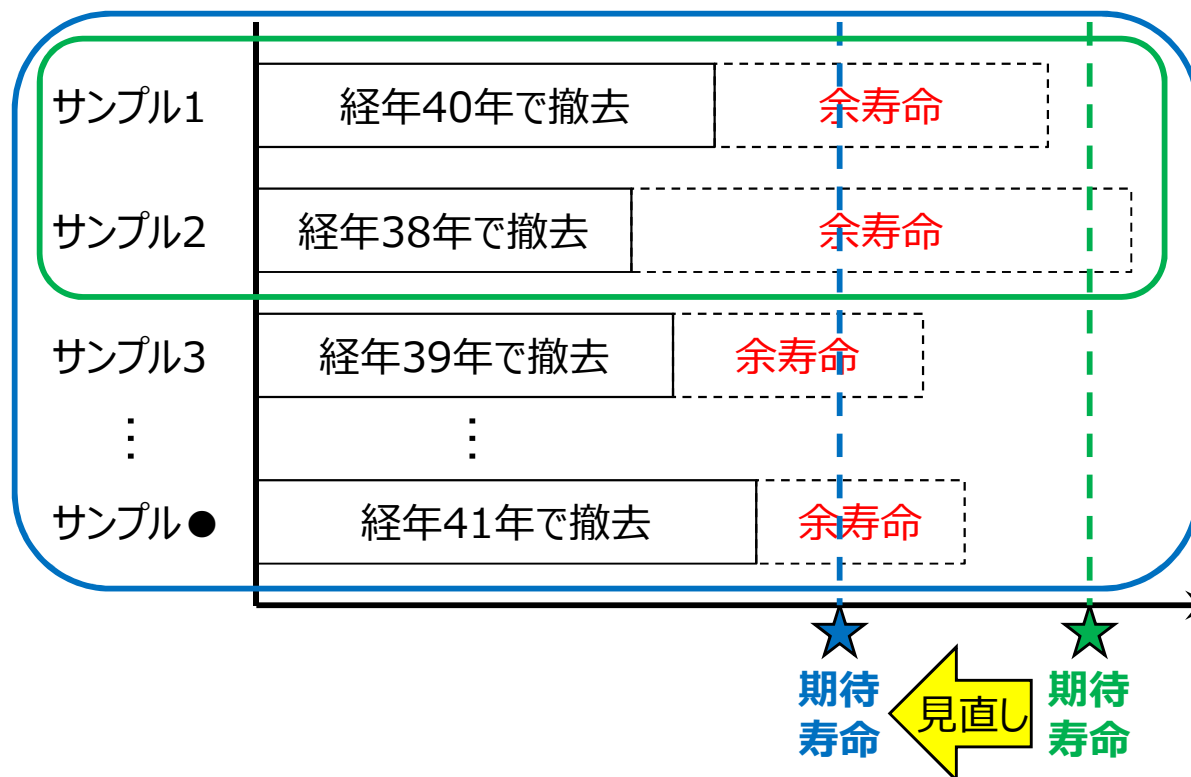 サンプル1
経年40年で撤去
余寿命
サンプル2
経年38年で撤去
余寿命
サンプル3
経年39年で撤去
余寿命
⋮
⋮
サンプル●
経年41年で撤去
余寿命
期待
寿命
見直し
期待
寿命